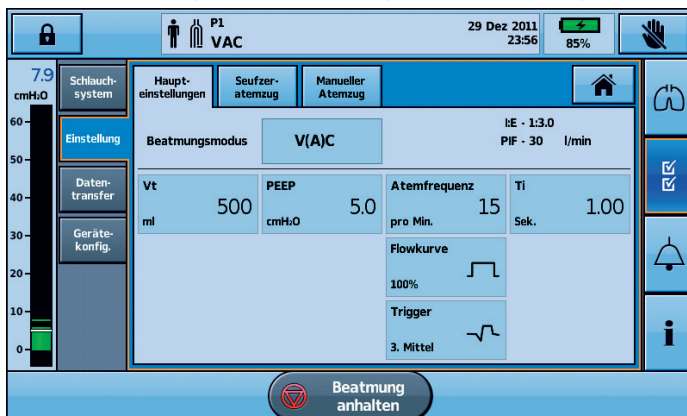 P1
VAC
29 Dez 2011
23:56
85%
7.9
cmH₂O
60
50
40
30
20
10
0
Schlauch-
system
Einstellung
Daten-
transfer
Geräte-
konfig.
Haupt-
einstellungen
Seufzer-
atemzug
Manueller
Atemzug
Beatmungsmodus
V(A)C
I:E - 1:3.0
PIF - 30 l/min
Vt
500
ml
PEEP
5.0
cmH₂O
Atemfrequenz
15
pro Min.
Ti
1.00
Sek.
Flowkurve
100%
Trigger
3. Mittel
i
Beatmung
anhalten